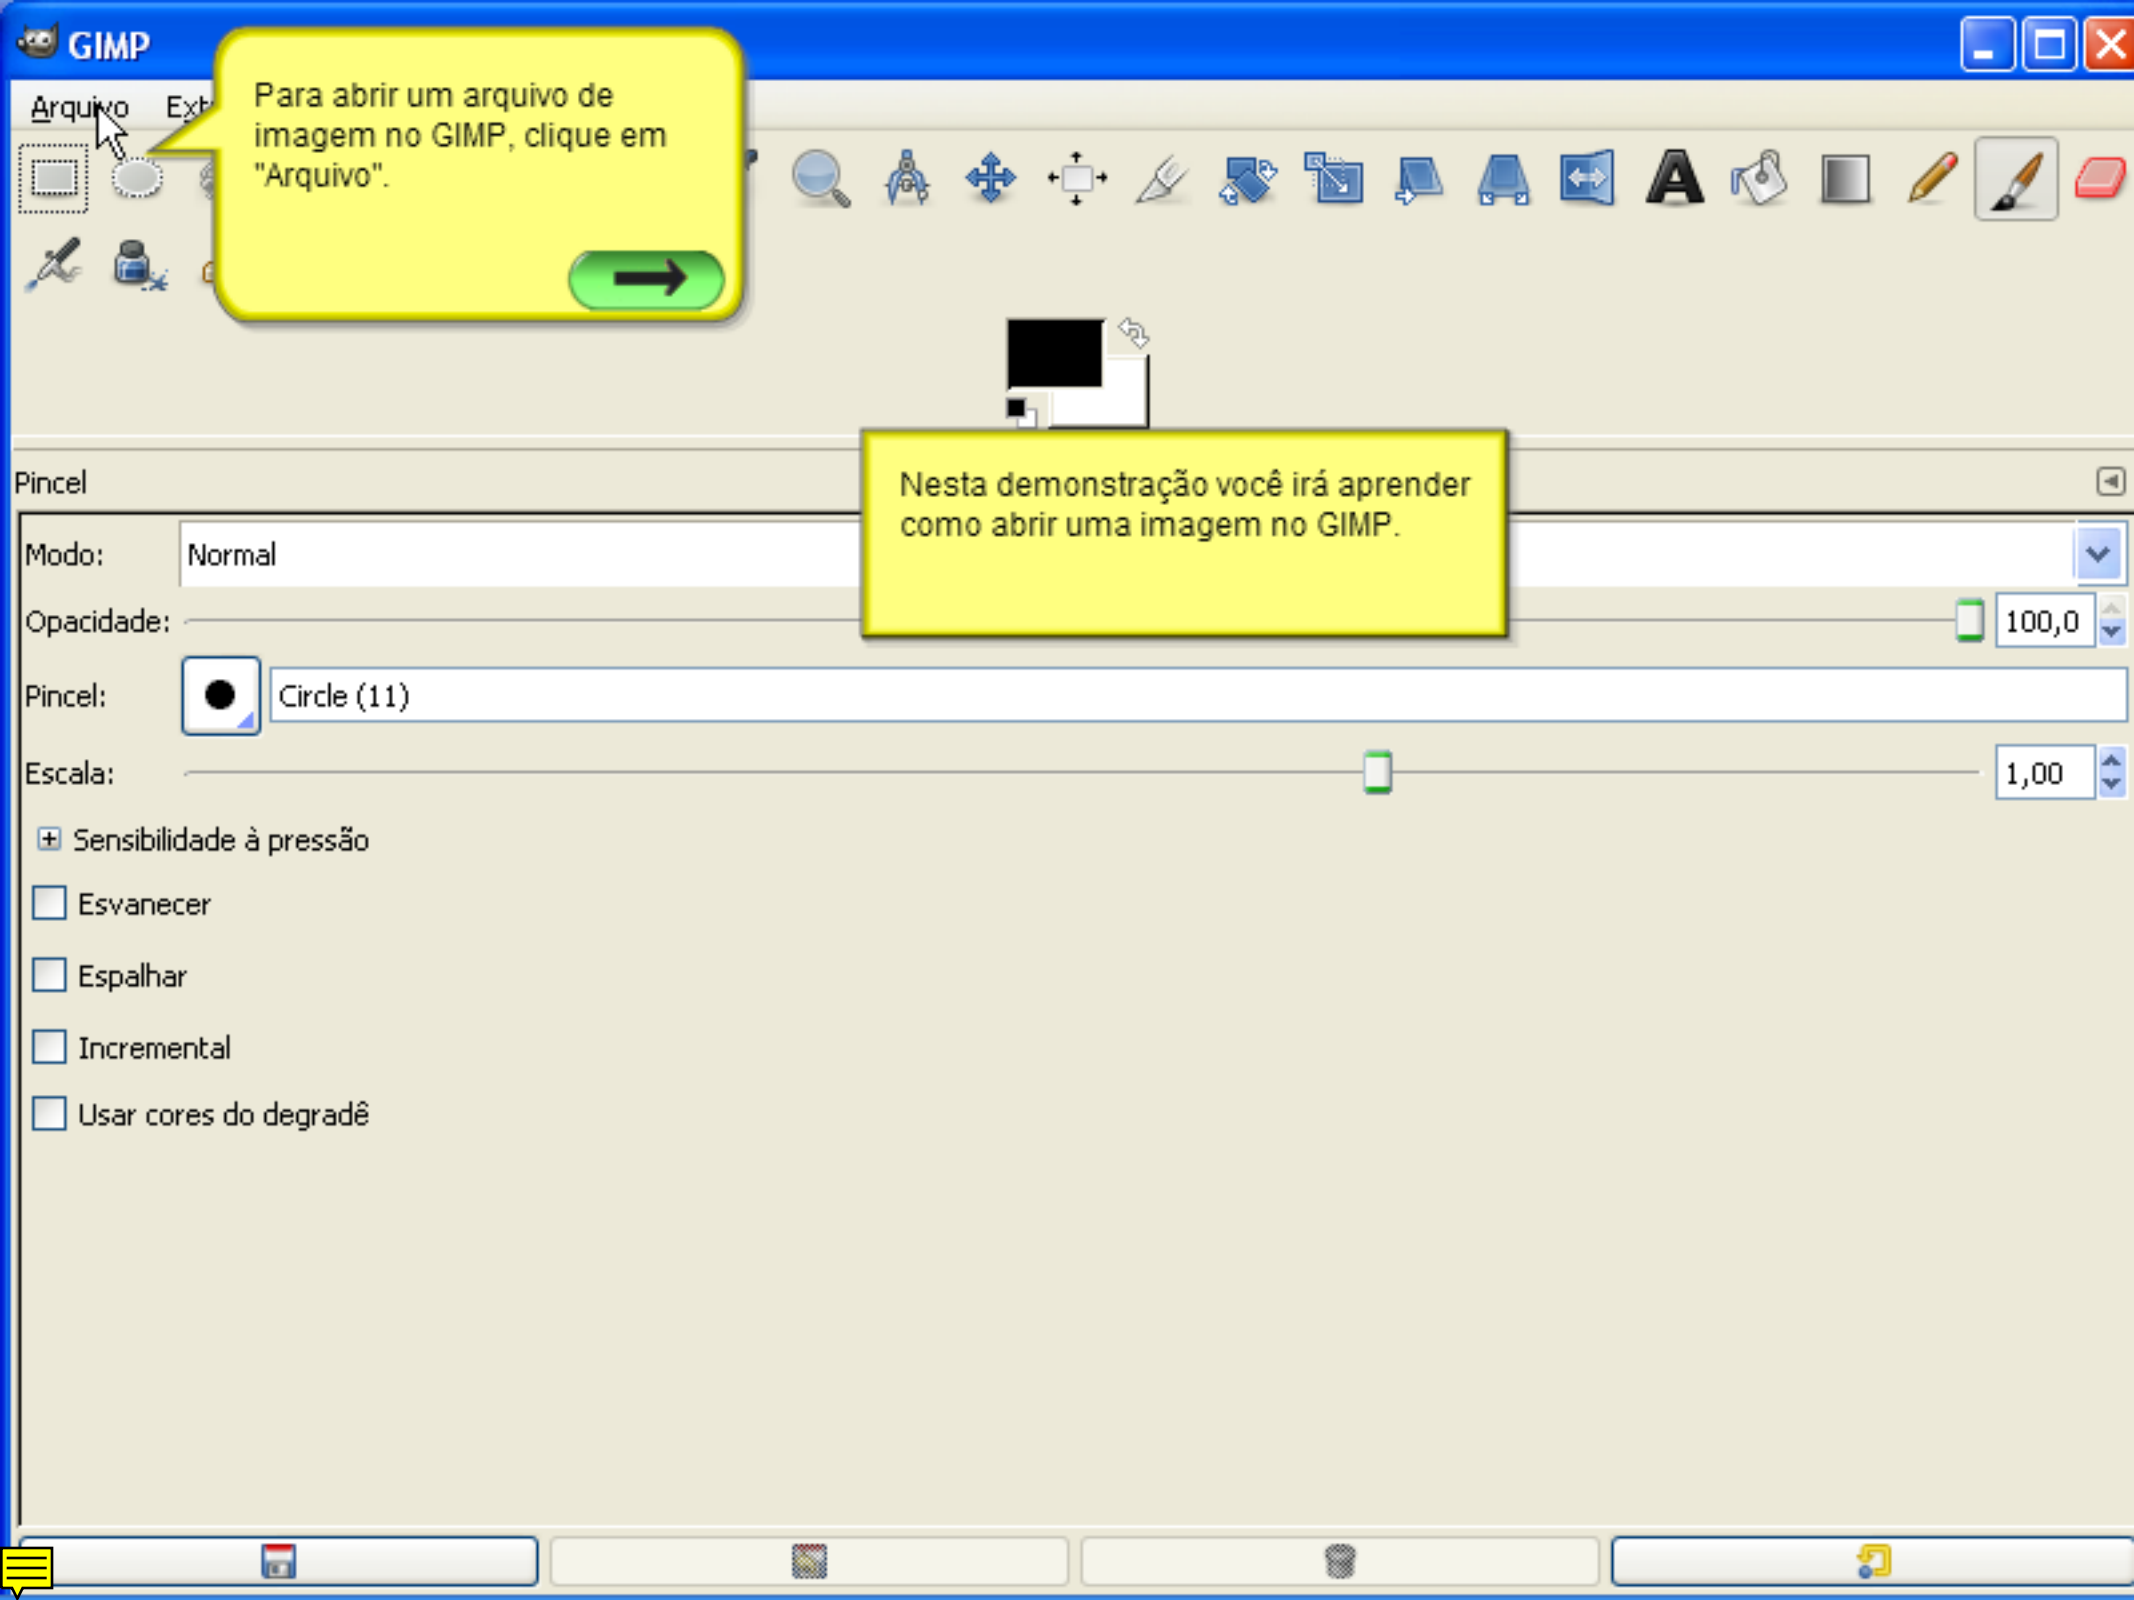 GIMP
Arquivo
Para abrir um arquivo de
imagem no GIMP, clique em
"Arquivo".
Nesta demonstração você irá aprender
como abrir uma imagem no GIMP.
Pincel
Modo: Normal
Opacidade: 100,0
Pincel: Circle (11)
Escala: 1,00
Sensibilidade à pressão
Esvanecer
Espalhar
Incremental
Usar cores do degradê